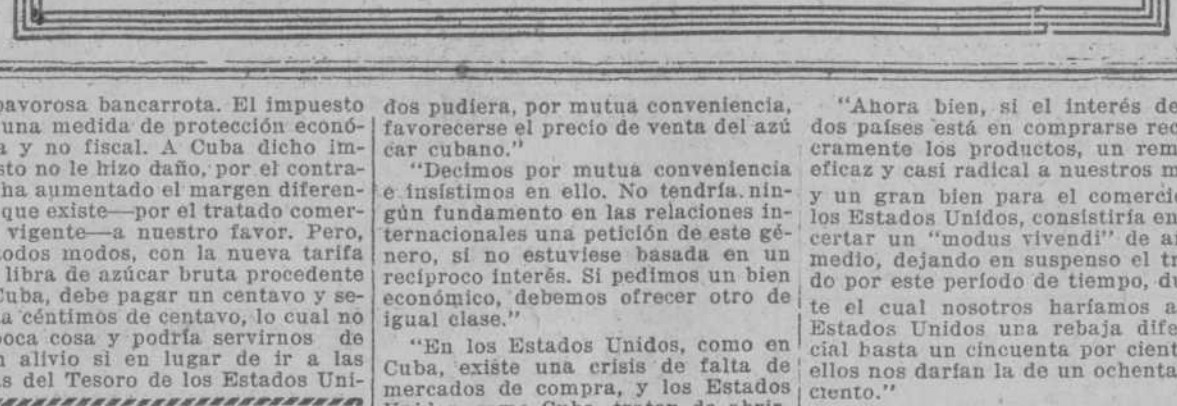 pavorosa bancarrota. El impuesto
una medida de protección econó-
y no fiscal. A Cuba dicho im-
sto no le hizo daño, por el contra-
ha aumentado el margen diferen-
que existe—por el tratado comer-
vigente—a nuestro favor. Pero,
todos modos, con la nueva tarifa
libra de azúcar bruta procedente
Cuba, debe pagar un centavo y se-
a céntimos de centavo, lo cual no
poca cosa y podría servirnos de
n alivio si en lugar de ir a las
s del Tesoro de los Estados Uni-
dos pudiera, por mutua conveniencia,
favorecerse el precio de venta del azú
car cubano."
"Decimos por mutua conveniencia
e insistimos en ello. No tendría nin-
gún fundamento en las relaciones in-
ternacionales una petición de este gé-
nero, si no estuviese basada en un
recíproco interés. Si pedimos un bien
económico, debemos ofrecer otro de
igual clase."
"En los Estados Unidos, como en
Cuba, existe una crisis de falta de
mercados de compra, y los Estados
"Ahora bien, si el interés de
dos países está en comprarse rec
cramente los productos, un rem
eficaz y casi radical a nuestros m
y un gran bien para el comercio
los Estados Unidos, consistiría en
certar un "modus vivendi" de a
medio, dejando en suspenso el tr
do por este período de tiempo, du
te el cual nosotros haríamos a
Estados Unidos una rebaja dife
cial hasta un cincuenta por cient
ellos nos darían la de un ochenta
ciento."